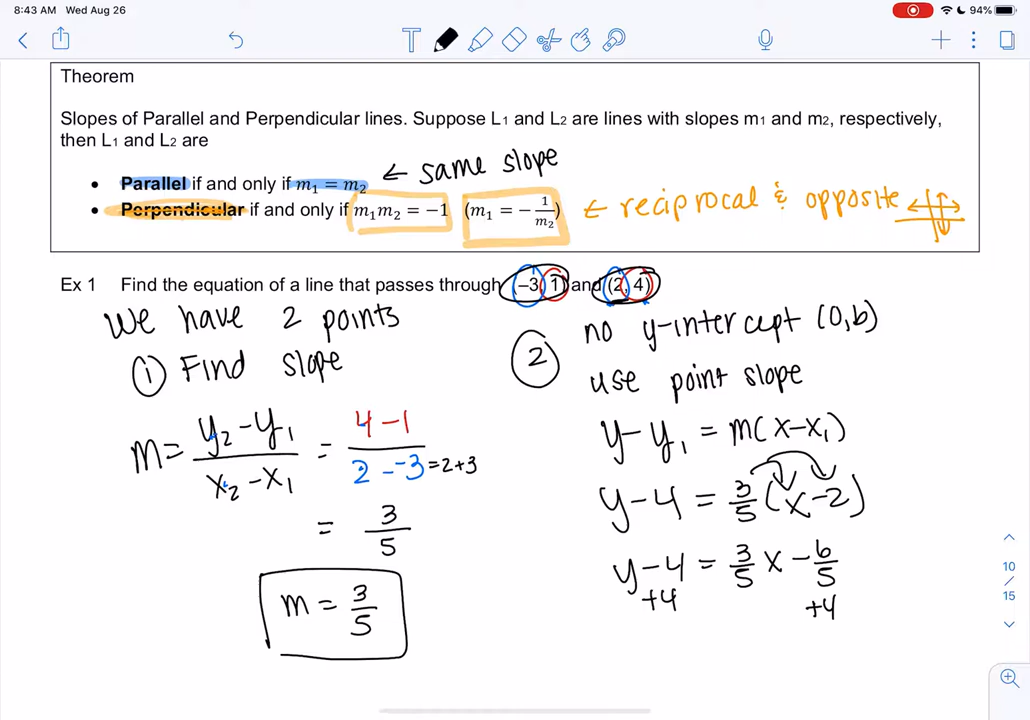 8:43 AM Wed Aug 26
94%
Theorem
Slopes of Parallel and Perpendicular lines. Suppose L₁ and L₂ are lines with slopes m₁ and m₂, respectively,
then L₁ and L₂ are
• Parallel if and only if m₁ = m₂ ← same slope
• Perpendicular if and only if m₁m₂ = −1 (m₁ = −1/m₂) ← reciprocal & opposite
Ex 1 Find the equation of a line that passes through (−3, 1) and (2, 4)
We have 2 points
① Find slope
m = (y₂ − y₁)/(x₂ − x₁) = (4 − 1)/(2 − −3) = 2+3
= 3/5
m = 3/5
② no y-intercept (0,b)
use point slope
y − y₁ = m(x − x₁)
y − 4 = 3/5 (x − 2)
y − 4 = 3/5 x − 6/5
+4 +4
10
/
15